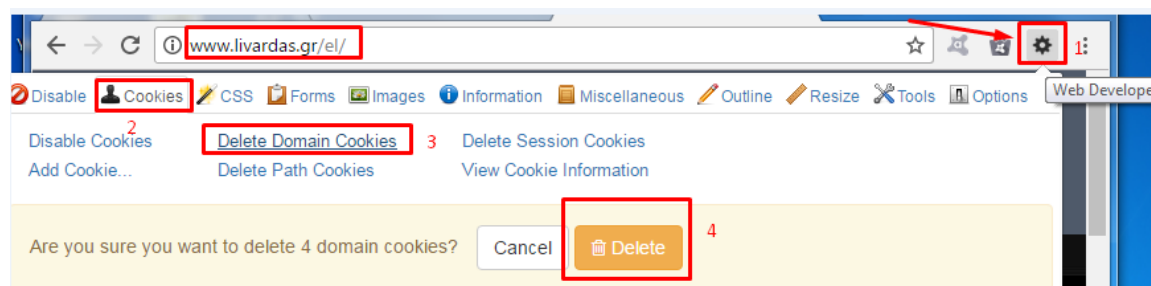 www.livardas.gr/el/
1
Disable Cookies CSS Forms Images Information Miscellaneous Outline Resize Tools Options
Web Develope
2
Disable Cookies Delete Domain Cookies 3 Delete Session Cookies
Add Cookie... Delete Path Cookies View Cookie Information
Are you sure you want to delete 4 domain cookies? Cancel Delete 4